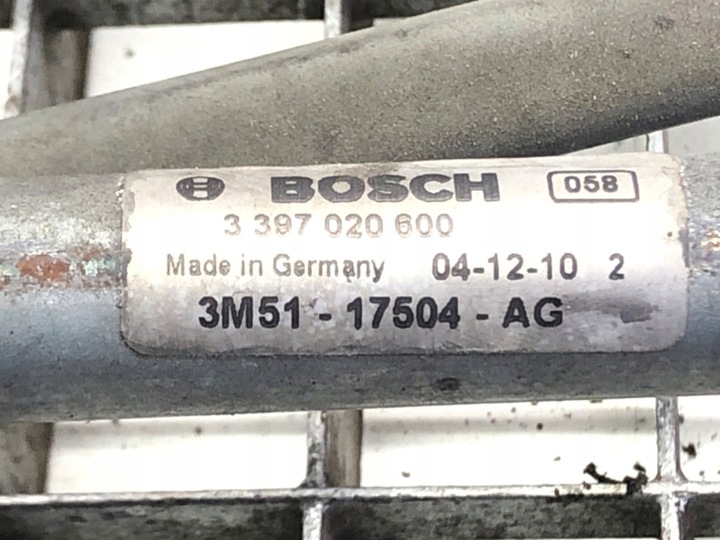 BOSCH 058
3 397 020 600
Made in Germany 04-12-10 2
3M51 - 17504 - AG